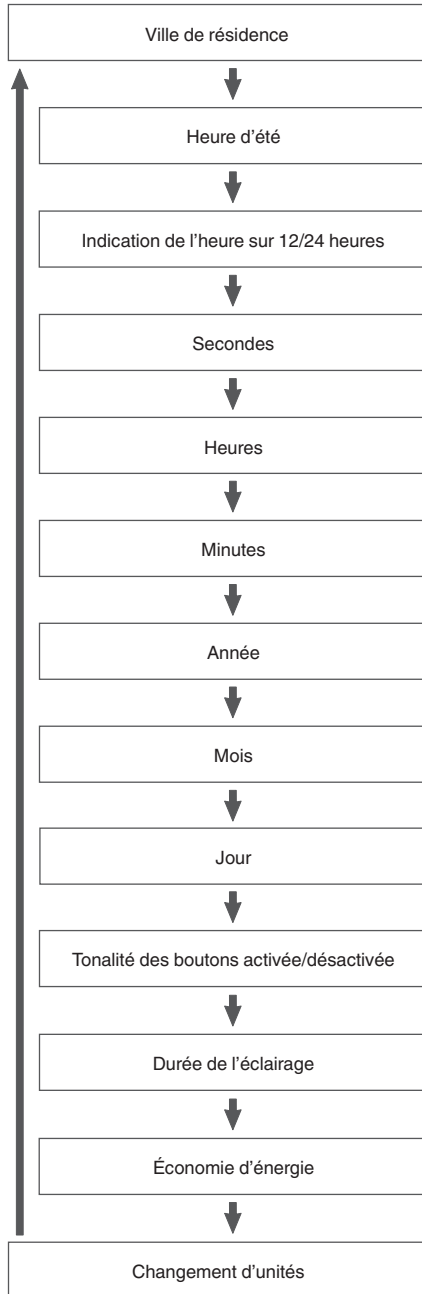 Ville de résidence
Heure d’été
Indication de l’heure sur 12/24 heures
Secondes
Heures
Minutes
Année
Mois
Jour
Tonalité des boutons activée/désactivée
Durée de l’éclairage
Économie d’énergie
Changement d’unités